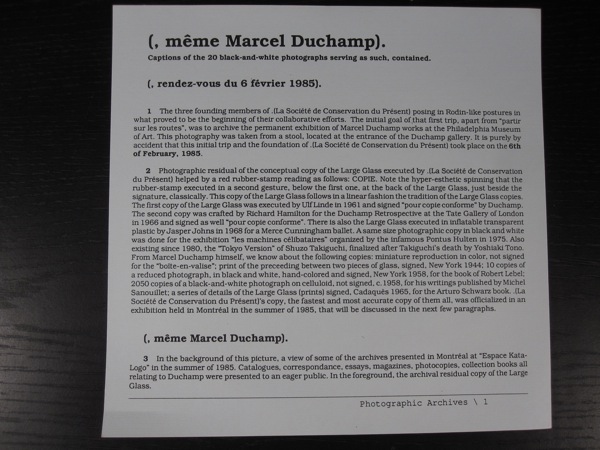 (, même Marcel Duchamp).
Captions of the 20 black-and-white photographs serving as such, contained.
(, rendez-vous du 6 février 1985).
1 The three founding members of .(La Société de Conservation du Présent) posing in Rodin-like postures in
what proved to be the beginning of their collaborative efforts. The initial goal of that first trip, apart from "partir
sur les routes", was to archive the permanent exhibition of Marcel Duchamp works at the Philadelphia Museum
of Art. This photography was taken from a stool, located at the entrance of the Duchamp gallery. It is purely by
accident that this initial trip and the foundation of .(La Société de Conservation du Présent) took place on the 6th
of February, 1985.
2 Photographic residual of the conceptual copy of the Large Glass executed by .(La Société de Conservation
du Présent) helped by a red rubber-stamp reading as follows: COPIE. Note the hyper-esthetic spinning that the
rubber-stamp executed in a second gesture, below the first one, at the back of the Large Glass, just beside the
signature, classically. This copy of the Large Glass follows in a linear fashion the tradition of the Large Glass copies.
The first copy of the Large Glass was executed by Ulf Linde in 1961 and signed "pour copie conforme" by Duchamp.
The second copy was crafted by Richard Hamilton for the Duchamp Retrospective at the Tate Gallery of London
in 1966 and signed as well "pour copie conforme". There is also the Large Glass executed in inflatable transparent
plastic by Jasper Johns in 1968 for a Merce Cunningham ballet. A same size photographic copy in black and white
was done for the exhibition "les machines célibataires" organized by the infamous Pontus Hulten in 1975. Also
existing since 1980, the "Tokyo Version" of Shuzo Takiguchi, finalized after Takiguchi's death by Yoshiaki Tono.
From Marcel Duchamp himself, we know about the following copies: miniature reproduction in color, not signed
for the "boîte-en-valise"; print of the preceeding between two pieces of glass, signed, New York 1944; 10 copies of
a reduced photograph, in black and white, hand-colored and signed, New York 1958, for the book of Robert Lebel;
2050 copies of a black-and-white photograph on celluloid, not signed, c.1958, for his writings published by Michel
Sanouillet; a series of details of the Large Glass (prints) signed, Cadaquès 1965, for the Arturo Schwarz book. .(La
Société de Conservation du Présent)'s copy, the fastest and most accurate copy of them all, was officialized in an
exhibition held in Montréal in the summer of 1985, that will be discussed in the next few paragraphs.
(, même Marcel Duchamp).
3 In the background of this picture, a view of some of the archives presented in Montréal at "Espace Kata-
Logo" in the summer of 1985. Catalogues, correspondance, essays, magazines, photocopies, collection books all
relating to Duchamp were presented to an eager public. In the foreground, the archival residual copy of the Large
Glass.
Photographic Archives \ 1